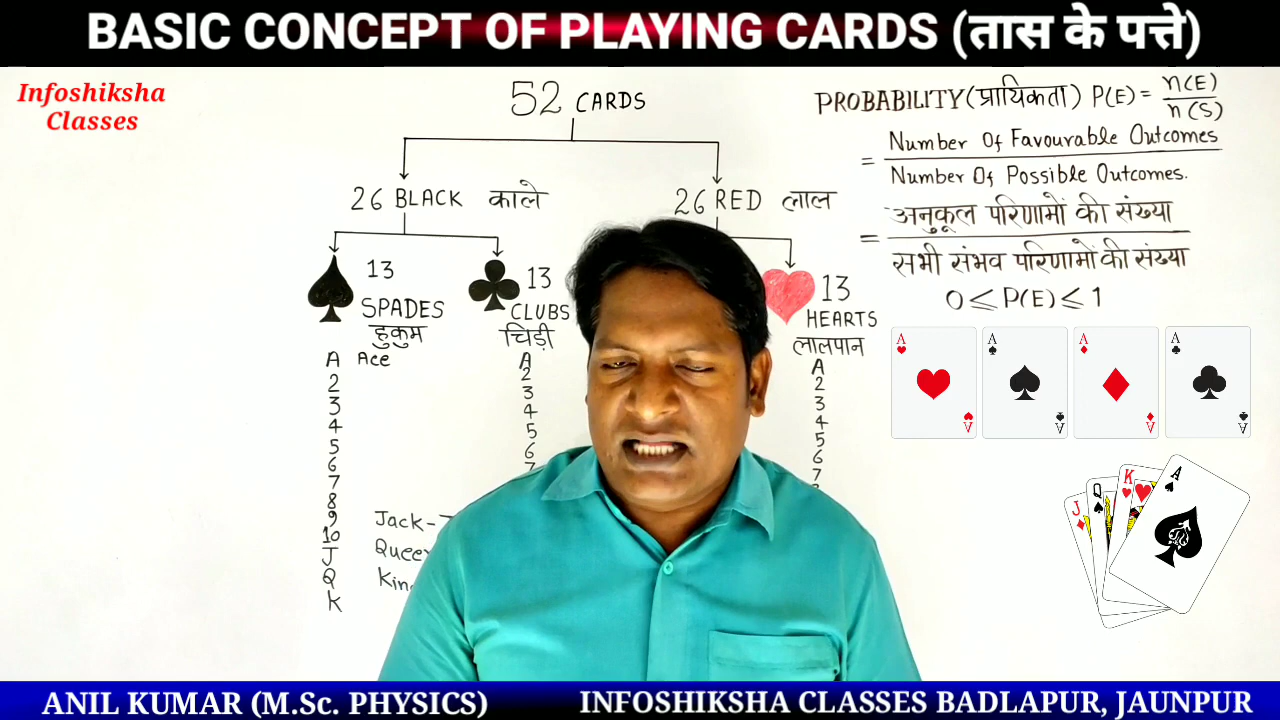 BASIC CONCEPT OF PLAYING CARDS (तास के पत्ते)
Infoshiksha
Classes
52 CARDS
26 BLACK काले
26 RED लाल
13
SPADES
हुकुम
13
CLUBS
चिड़ी
13
HEARTS
लालपान
A Ace
2
3
4
5
6
7
8
9
10
J
Q
K
A
2
3
4
5
6
7
A
2
3
4
5
6
7
Jack-
King
PROBABILITY (प्रायिकता) P(E) = n(E)
n(S)
= Number Of Favourable Outcomes
Number Of Possible Outcomes.
= अनुकूल परिणामों की संख्या
सभी संभव परिणामों की संख्या
0 ≤ P(E) ≤ 1
A A A A
A A A A
J Q K A
ANIL KUMAR (M.Sc. PHYSICS)
INFOSHIKSHA CLASSES BADLAPUR, JAUNPUR